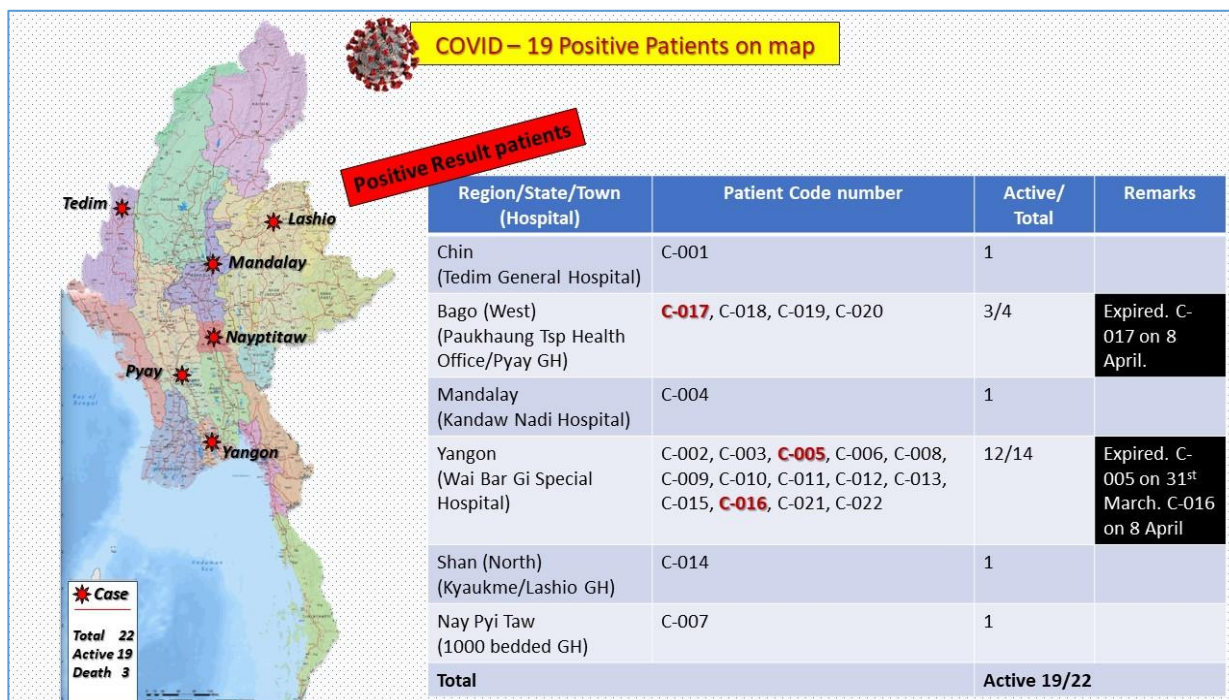 COVID – 19 Positive Patients on map
Positive Result patients
Tedim
Lashio
Mandalay
Nayptitaw
Pyay
Yangon
Case
Total 22
Active 19
Death 3
Region/State/Town
(Hospital)
Patient Code number
Active/
Total
Remarks
Chin
(Tedim General Hospital)
C-001
1
Bago (West)
(Paukhaung Tsp Health
Office/Pyay GH)
C-017, C-018, C-019, C-020
3/4
Expired. C-
017 on 8
April.
Mandalay
(Kandaw Nadi Hospital)
C-004
1
Yangon
(Wai Bar Gi Special
Hospital)
C-002, C-003, C-005, C-006, C-008,
C-009, C-010, C-011, C-012, C-013,
C-015, C-016, C-021, C-022
12/14
Expired. C-
005 on 31st
March. C-016
on 8 April
Shan (North)
(Kyaukme/Lashio GH)
C-014
1
Nay Pyi Taw
(1000 bedded GH)
C-007
1
Total
Active 19/22